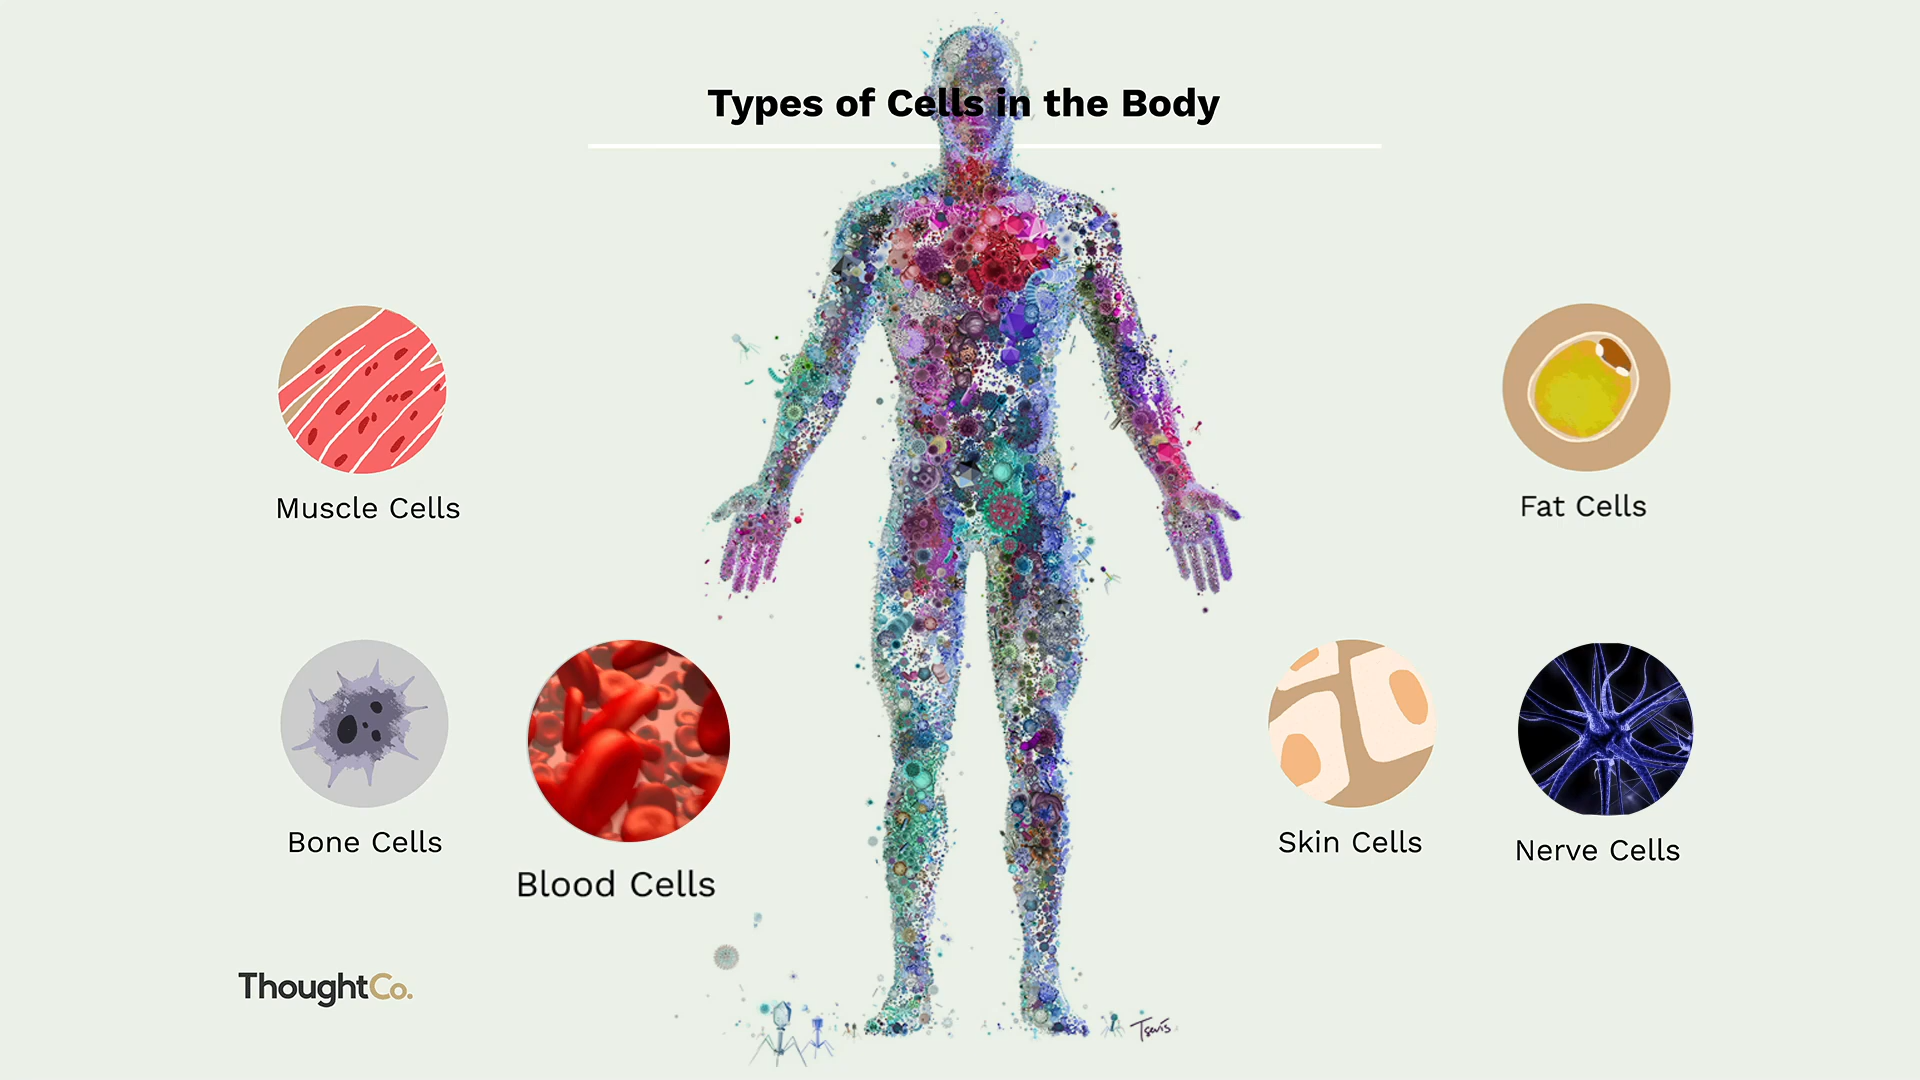 Types of Cells in the Body
Muscle Cells
Fat Cells
Bone Cells
Blood Cells
Skin Cells
Nerve Cells
ThoughtCo.
Tsevis